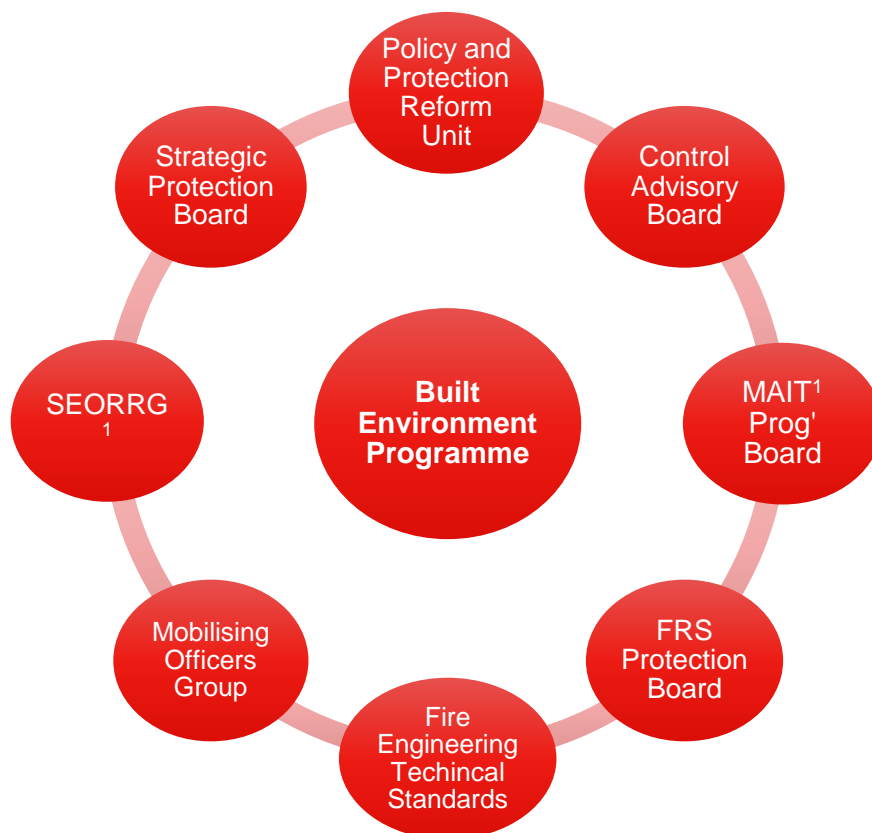 Policy and
Protection
Reform
Unit
Control
Advisory
Board
MAIT¹
Prog'
Board
FRS
Protection
Board
Fire
Engineering
Techincal
Standards
Mobilising
Officers
Group
SEORRG
1
Strategic
Protection
Board
Built
Environment
Programme